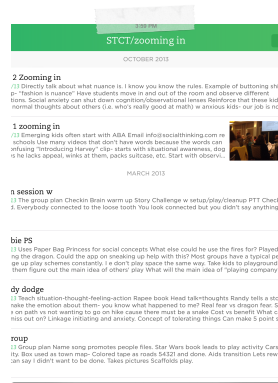 3:38 PM
STCT/zooming in
OCTOBER 2013
2 Zooming in
/13 Directly talk about what nuance is. I know you know the rules. Example of buttoning shi
p- "fashion is nuance" Have students move in and out of the room and observe different
tions. Social anxiety can shut down cognition/observational lenses Reinforce that these kid
normal thoughts about others (i.e. who's really good at math) w anxious kids- our job is no
1 zooming in
/13 Emerging kids often start with ABA Email info@socialthinking.com re
schools Use many videos that don't work because the words can
nfusing "Introducing Harvey" clip- starts with situational awareness, dog
s he lacks appeal, winks at them, packs suitcase, etc. Start with observi...
MARCH 2013
n session w
13 The group plan Checkin Brain warm up Story Challenge w setup/play/cleanup PTT Chec
. Everybody connected to the loose tooth You look connected but you didn't say anything
bie PS
13 Uses Paper Bag Princess for social concepts What else could he use the fires for? Played
ng the dragon. Could the app on sneaking up help with this? Most groups have a typical pe
ge up play schemes constantly. I e don't play space the same way. Take kids to playground
them figure out the main idea of others' play What will the main idea of "playing company
dy dodge
13 Teach situation-thought-feeling-action Rapee book Head talk=thoughts Randy tells a sto
ike the emotion about them- you know what happened to me? Real fear vs dragon fear. S
on path vs not wanting to go on hike cause there must be a snake Cost vs benefit What c
niss out on? Linkage initiating and anxiety. Concept of tolerating things Can make 5 point s
roup
13 Group plan Name song promotes people files. Star Wars book leads to play activity Cars
ity. Box used as town map- Colored tape as roads 54321 and done. Aids transition Lets rew
can say I didn't want to be done. Takes pictures Scaffolds play.